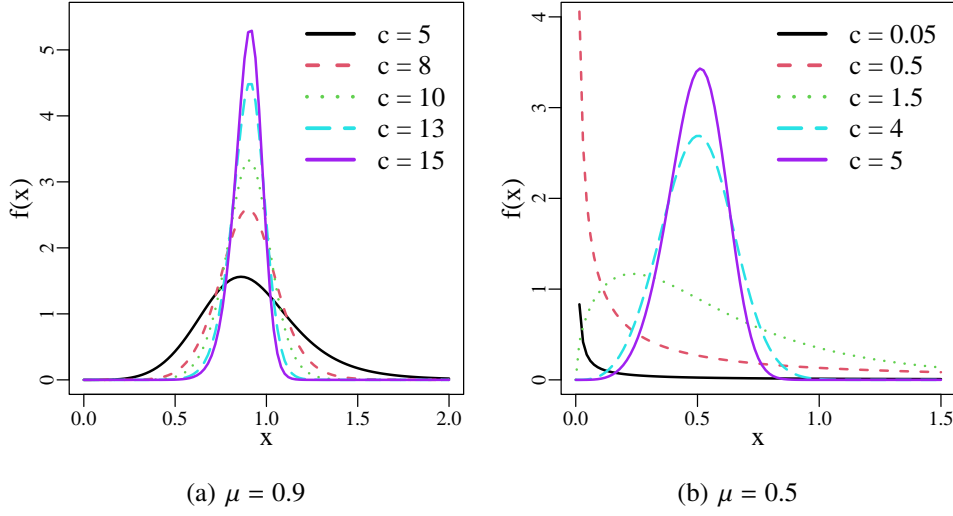 c = 5
c = 8
c = 10
c = 13
c = 15
f(x)
0 1 2 3 4 5
0.0 0.5 1.0 1.5 2.0
x
(a) μ = 0.9
c = 0.05
c = 0.5
c = 1.5
c = 4
c = 5
f(x)
0 1 2 3 4
0.0 0.5 1.0 1.5
x
(b) μ = 0.5